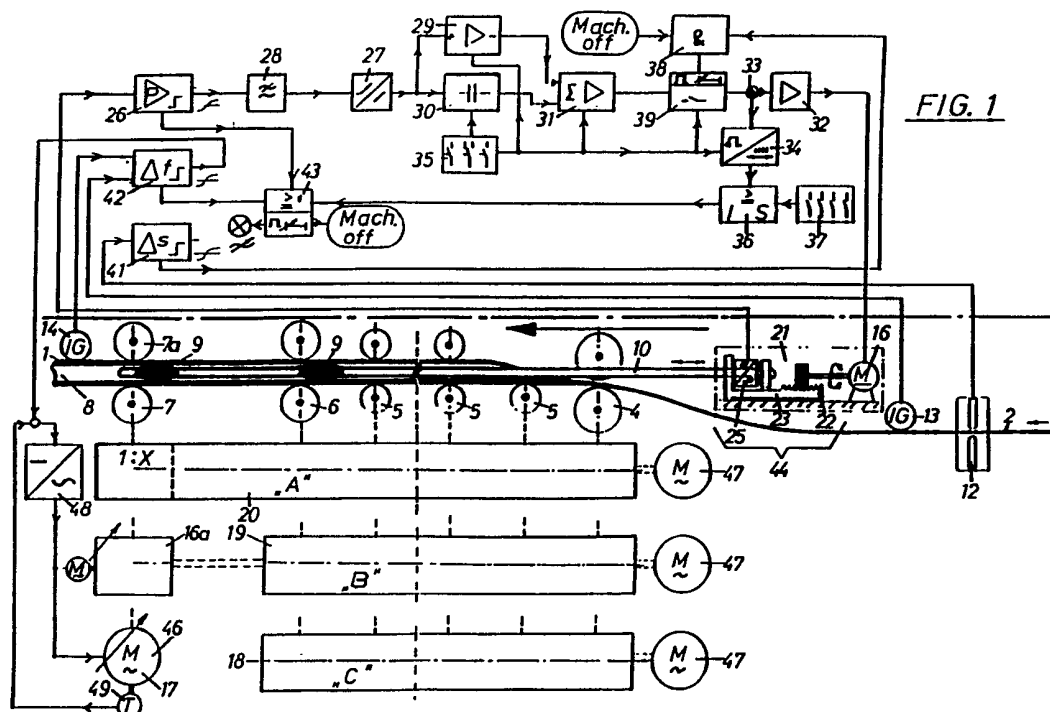 29
Mach. off
&
38
33
28
27
P
26
30
Σ
31
39
32
FIG. 1
35
34
Δ f
42
43
≥
Mach. off
≥
I S
36
37
Δ S
41
14
IG
1
7a
9
9
10
21
16
M
8
7
6
5
5
5
4
25
23
22
IG
13
2
44
12
1:X
„A"
M
~
47
48
20
16a
19
M
„B"
M
~
47
46
M
~
17
18
„C"
M
~
47
49
T